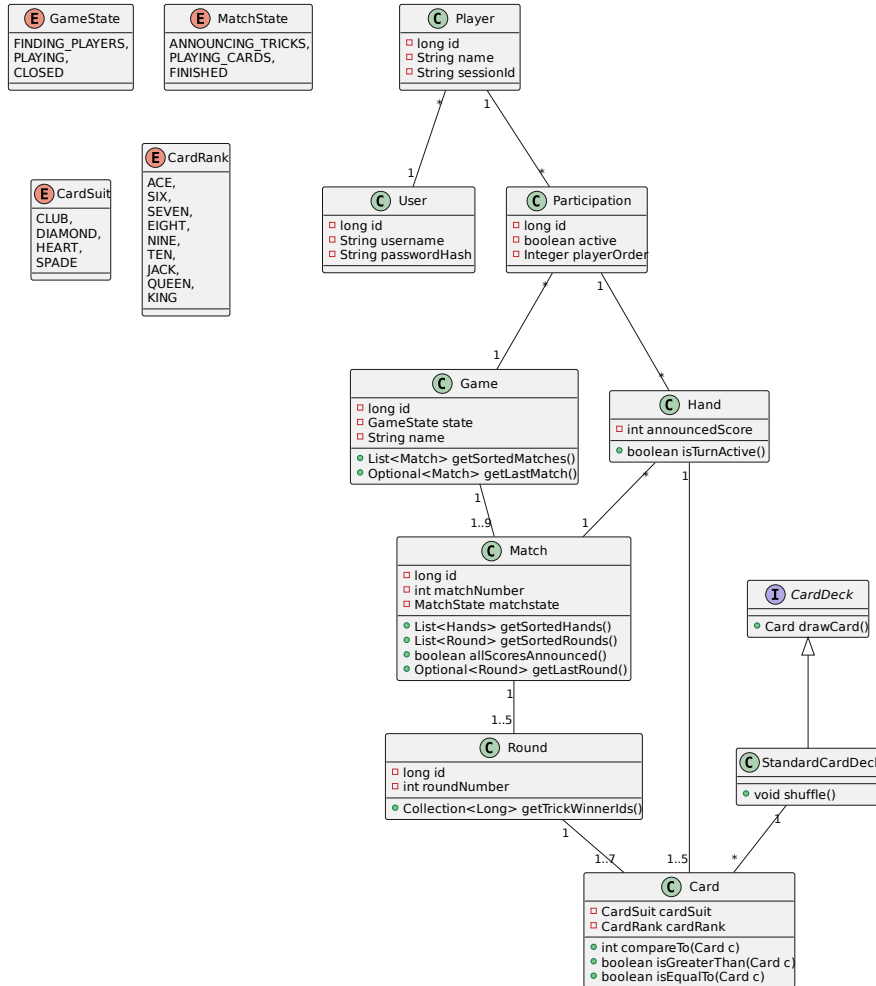 E GameState
FINDING_PLAYERS,
PLAYING,
CLOSED
E MatchState
ANNOUNCING_TRICKS,
PLAYING_CARDS,
FINISHED
C Player
long id
String name
String sessionId
* 1
1 *
E CardSuit
CLUB,
DIAMOND,
HEART,
SPADE
E CardRank
ACE,
SIX,
SEVEN,
EIGHT,
NINE,
TEN,
JACK,
QUEEN,
KING
C User
long id
String username
String passwordHash
C Participation
long id
boolean active
Integer playerOrder
* 1
1 *
C Game
long id
GameState state
String name
List<Match> getSortedMatches()
Optional<Match> getLastMatch()
C Hand
int announcedScore
boolean isTurnActive()
1 1..9
* 1
1 1..5
C Match
long id
int matchNumber
MatchState matchstate
List<Hands> getSortedHands()
List<Round> getSortedRounds()
boolean allScoresAnnounced()
Optional<Round> getLastRound()
I CardDeck
Card drawCard()
1 1..5
C Round
long id
int roundNumber
Collection<Long> getTrickWinnerIds()
C StandardCardDeck
void shuffle()
1 1..7
1 *
C Card
CardSuit cardSuit
CardRank cardRank
int compareTo(Card c)
boolean isGreaterThan(Card c)
boolean isEqualTo(Card c)